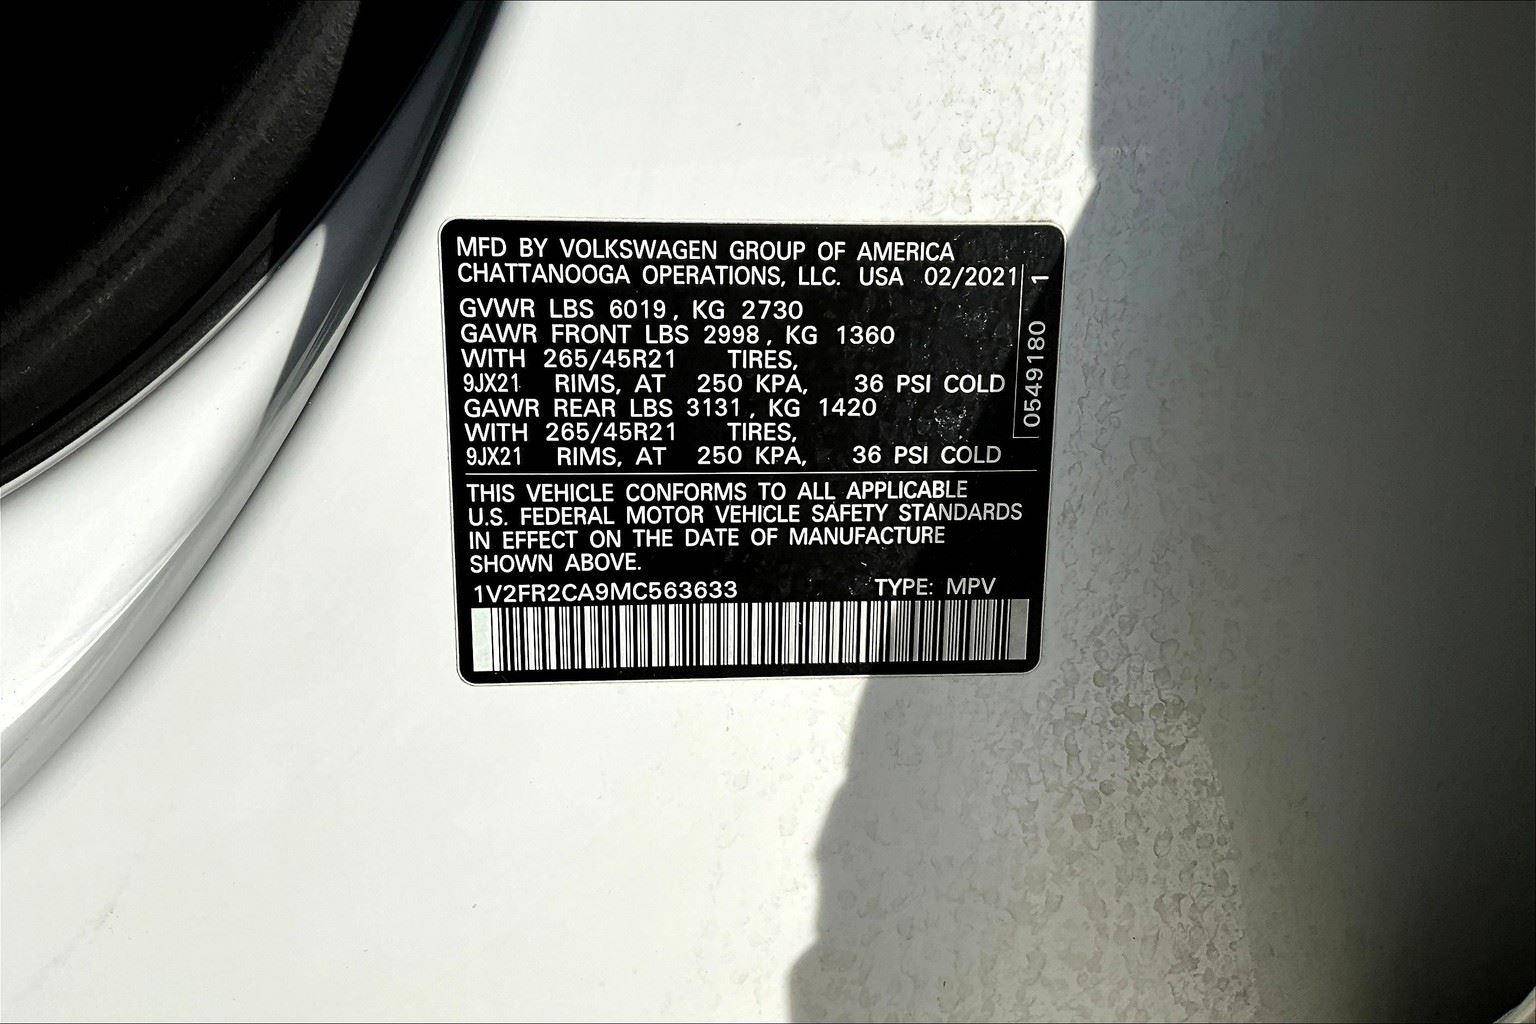 MFD BY VOLKSWAGEN GROUP OF AMERICA
CHATTANOOGA OPERATIONS, LLC. USA 02/2021
GVWR LBS 6019, KG 2730
GAWR FRONT LBS 2998, KG 1360
WITH 265/45R21 TIRES,
9JX21 RIMS, AT 250 KPA, 36 PSI COLD
GAWR REAR LBS 3131, KG 1420
WITH 265/45R21 TIRES,
9JX21 RIMS, AT 250 KPA, 36 PSI COLD
0549180 1
THIS VEHICLE CONFORMS TO ALL APPLICABLE
U.S. FEDERAL MOTOR VEHICLE SAFETY STANDARDS
IN EFFECT ON THE DATE OF MANUFACTURE
SHOWN ABOVE.
1V2FR2CA9MC563633 TYPE: MPV